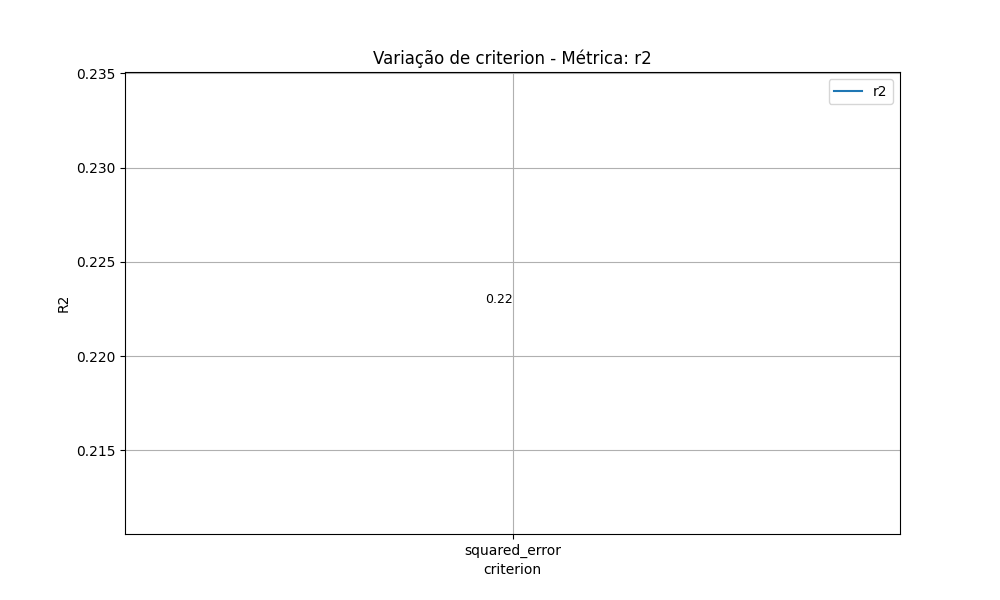 Variação de criterion - Métrica: r2
r2
0.235
0.230
0.225
0.220
0.215
R2
0.22
squared_error
criterion